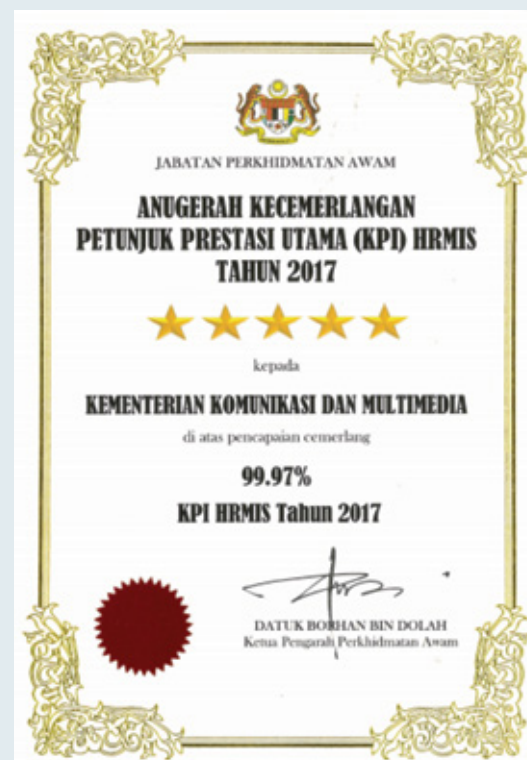 JABATAN PERKHIDMATAN AWAM
ANUGERAH KECEMERLANGAN
PETUNJUK PRESTASI UTAMA (KPI) HRMIS
TAHUN 2017
kepada
KEMENTERIAN KOMUNIKASI DAN MULTIMEDIA
di atas pencapaian cemerlang
99.97%
KPI HRMIS Tahun 2017
DATUK BORHAN BIN DOLAH
Ketua Pengarah Perkhidmatan Awam